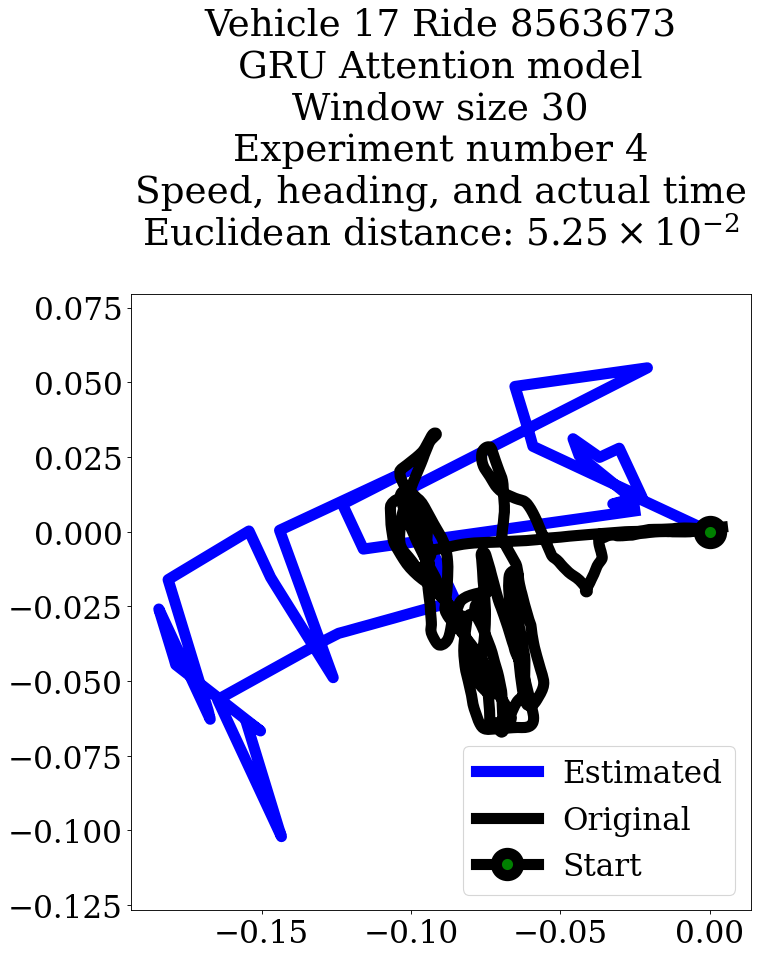 Vehicle 17 Ride 8563673
GRU Attention model
Window size 30
Experiment number 4
Speed, heading, and actual time
Euclidean distance: 5.25 × 10⁻²
0.075
0.050
0.025
0.000
−0.025
−0.050
−0.075
−0.100
−0.125
Estimated
Original
Start
−0.15 −0.10 −0.05 0.00